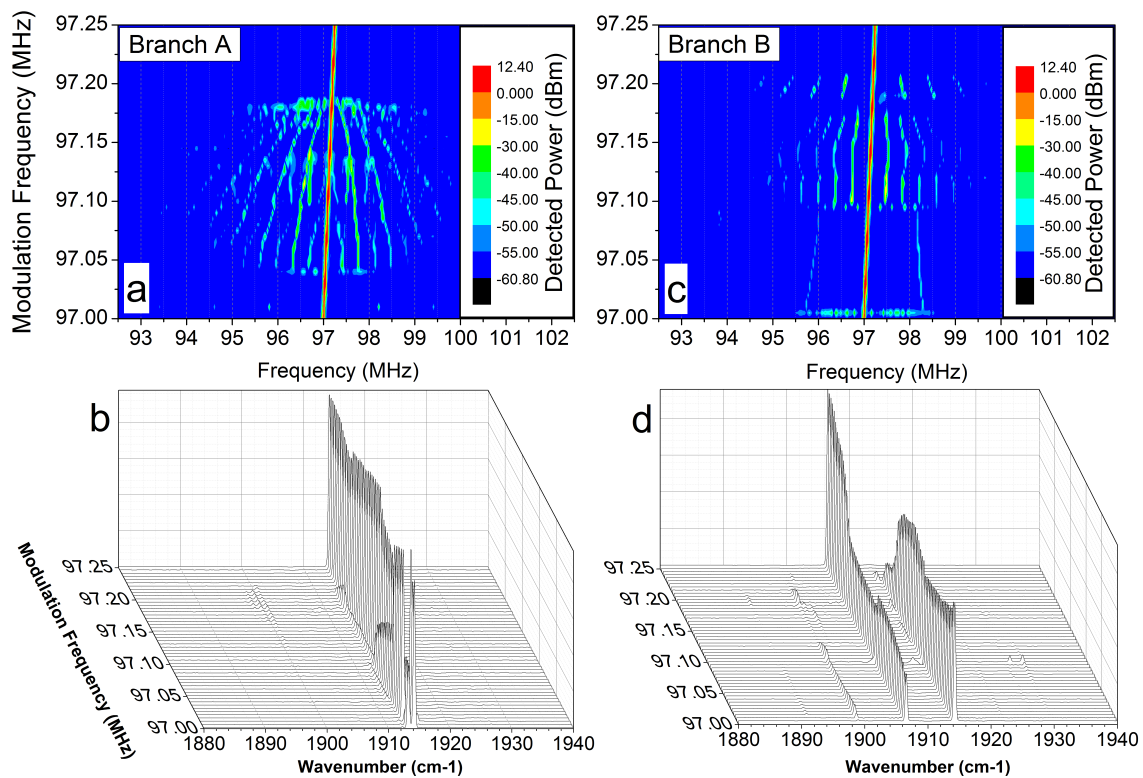 Branch A
Modulation Frequency (MHz)
97.25
97.20
97.15
97.10
97.05
97.00
93 94 95 96 97 98 99 100 101 102
Frequency (MHz)
12.40
0.000
-15.00
-30.00
-45.00
-50.00
-55.00
-60.80
Detected Power (dBm)
a
Branch B
97.25
97.20
97.15
97.10
97.05
97.00
93 94 95 96 97 98 99 100 101 102
Frequency (MHz)
12.40
0.000
-15.00
-30.00
-45.00
-50.00
-55.00
-60.80
Detected Power (dBm)
c
b
Modulation Frequency (MHz)
97.25
97.20
97.15
97.10
97.05
97.00
1880 1890 1900 1910 1920 1930 1940
Wavenumber (cm-1)
d
97.25
97.20
97.15
97.10
97.05
97.00
1880 1890 1900 1910 1920 1930 1940
Wavenumber (cm-1)